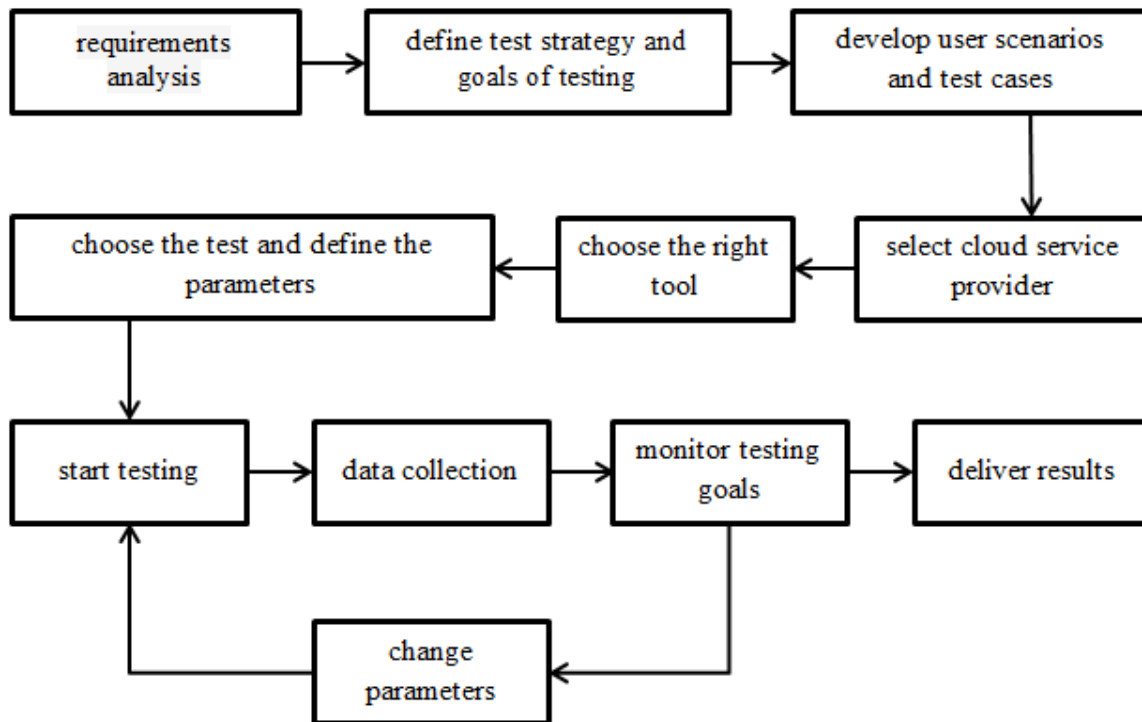 requirements
analysis
define test strategy and
goals of testing
develop user scenarios
and test cases
select cloud service
provider
choose the right
tool
choose the test and define the
parameters
start testing
data collection
monitor testing
goals
deliver results
change
parameters